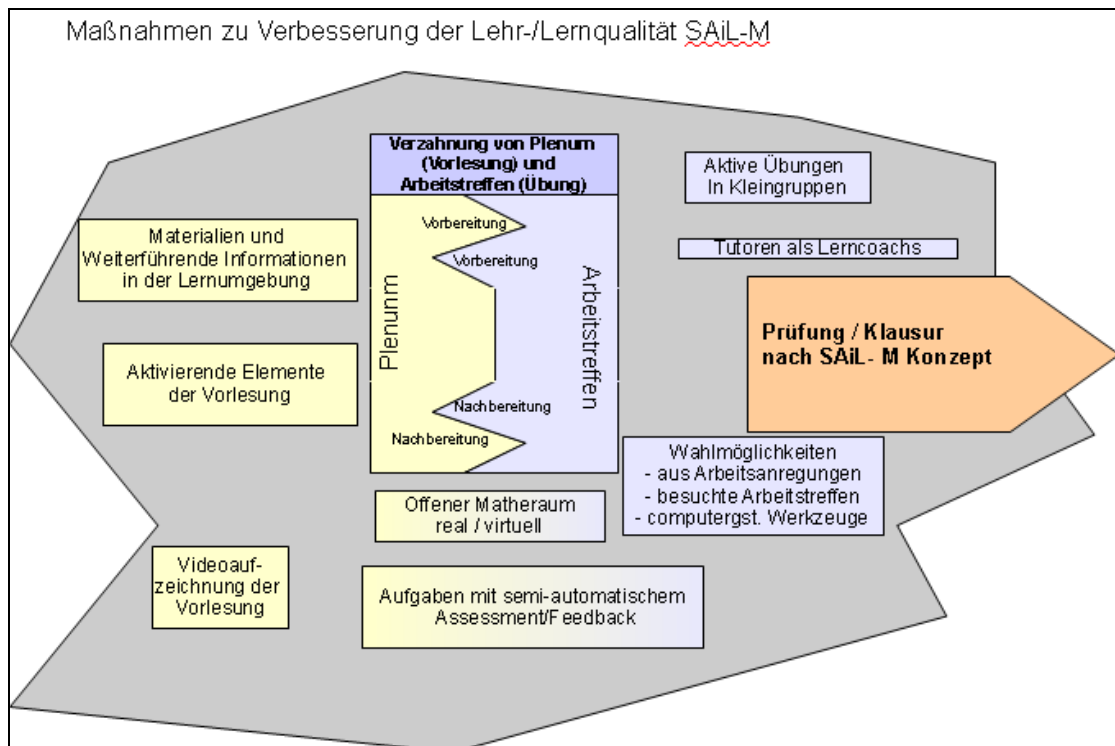 Maßnahmen zu Verbesserung der Lehr-/Lernqualität SAiL-M
Verzahnung von Plenum
(Vorlesung) und
Arbeitstreffen (Übung)
Vorbereitung
Vorbereitung
Plenunm
Arbeitstreffen
Nachbereitung
Nachbereitung
Materialien und
Weiterführende Informationen
in der Lernumgebung
Aktivierende Elemente
der Vorlesung
Videoauf-
zeichnung der
Vorlesung
Offener Matheraum
real / virtuell
Aufgaben mit semi-automatischem
Assessment/Feedback
Aktive Übungen
In Kleingruppen
Tutoren als Lerncoachs
Prüfung / Klausur
nach SAiL- M Konzept
Wahlmöglichkeiten
- aus Arbeitsanregungen
- besuchte Arbeitstreffen
- computergst. Werkzeuge